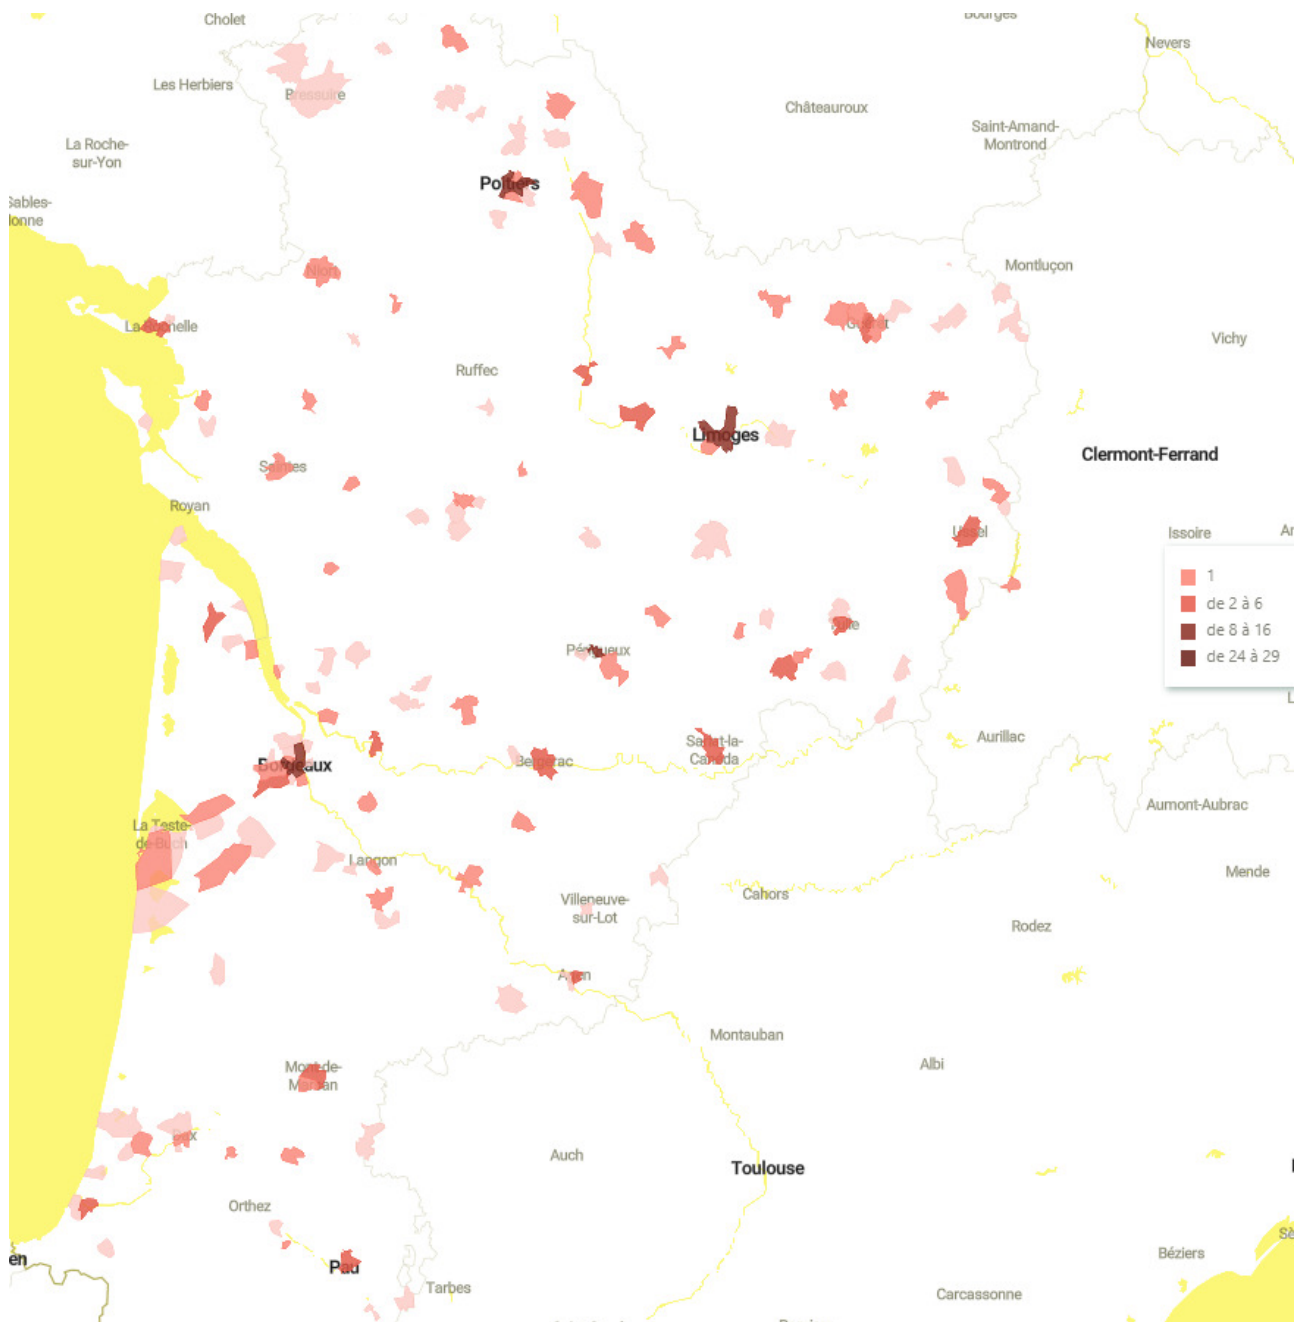 Cholet
Bourges
Nevers
Les Herbiers
Bressuire
Châteauroux
Saint-Amand-
Montrond
La Roche-
sur-Yon
Poitiers
Sables-
lonne
Niort
Montluçon
La Rochelle
Guéret
Vichy
Ruffec
Limoges
Clermont-Ferrand
Saintes
Royan
Ussel
Issoire
1
de 2 à 6
de 8 à 16
de 24 à 29
Tulle
Périgueux
Sarlat-la-
Canéda
Bergerac
Aurillac
Bordeaux
Aumont-Aubrac
La Teste-
de-Buch
Langon
Mende
Cahors
Villeneuve-
sur-Lot
Rodez
Agen
Montauban
Albi
Mont-de-
Marsan
Dax
Auch
Toulouse
Orthez
Béziers
en
Pau
Tarbes
Carcassonne